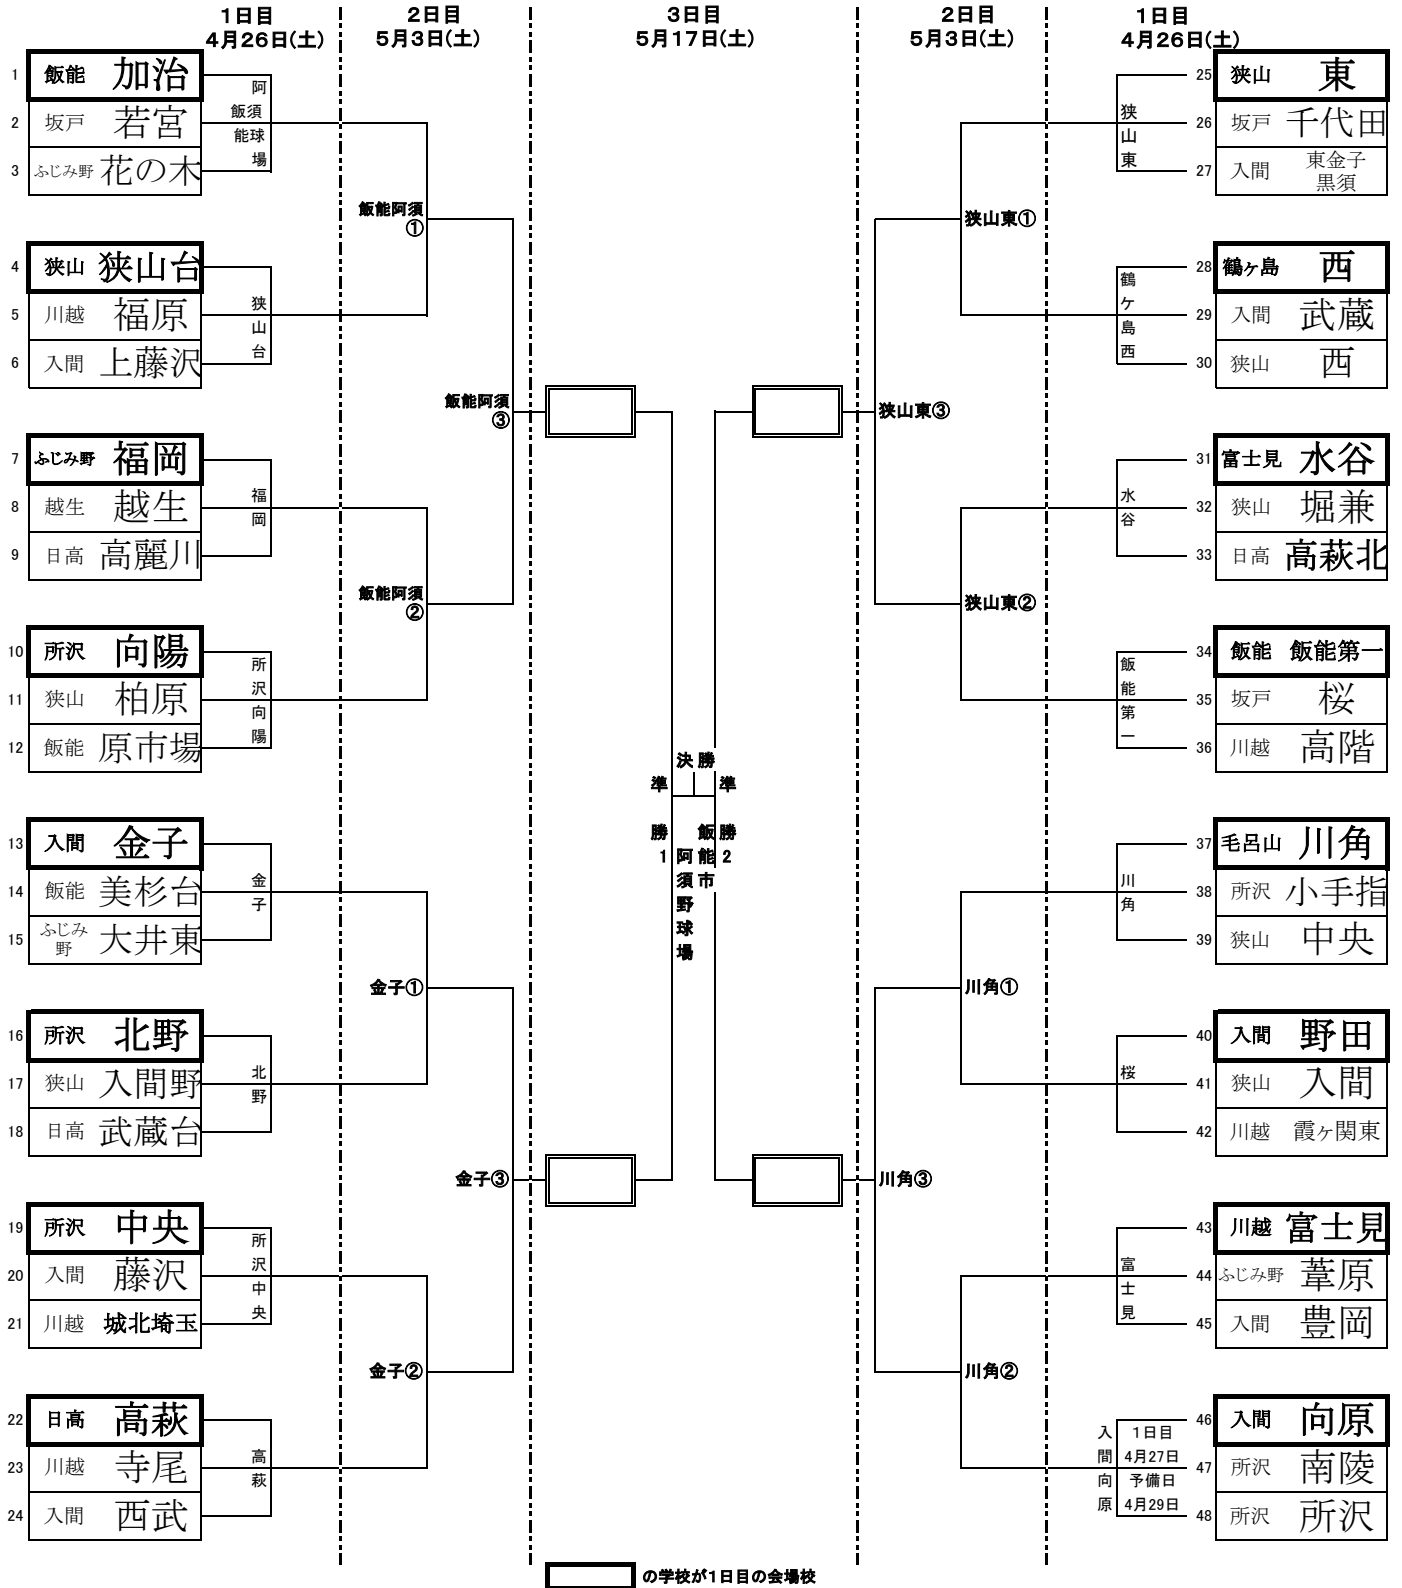 1日目
4月26日(土)
2日目
5月3日(土)
3日目
5月17日(土)
2日目
5月3日(土)
1日目
4月26日(土)
1 飯能 加治
2 坂戸 若宮
3 ふじみ野 花の木
飯能
阿須球場
4 狭山 狭山台
5 川越 福原
6 入間 上藤沢
狭山台
7 ふじみ野 福岡
8 越生 越生
9 日高 高麗川
福岡
10 所沢 向陽
11 狭山 柏原
12 飯能 原市場
所沢向陽
13 入間 金子
14 飯能 美杉台
15 ふじみ野 大井東
金子
16 所沢 北野
17 狭山 入間野
18 日高 武蔵台
北野
19 所沢 中央
20 入間 藤沢
21 川越 城北埼玉
所沢中央
22 日高 高萩
23 川越 寺尾
24 入間 西武
高萩
飯能阿須
①
飯能阿須
③
飯能阿須
②
金子①
金子③
金子②
決勝
準勝1
準勝2
飯能市
阿須野球場
狭山東①
狭山東③
狭山東②
川角①
川角③
川角②
狭山東
25 狭山 東
26 坂戸 千代田
27 入間 東金子
黒須
鶴ケ島西
28 鶴ヶ島 西
29 入間 武蔵
30 狭山 西
水谷
31 富士見 水谷
32 狭山 堀兼
33 日高 高萩北
飯能第一
34 飯能 飯能第一
35 坂戸 桜
36 川越 高階
川角
37 毛呂山 川角
38 所沢 小手指
39 狭山 中央
桜
40 入間 野田
41 狭山 入間
42 川越 霞ヶ関東
富士見
43 川越 富士見
44 ふじみ野 葦原
45 入間 豊岡
入間向原
1日目
4月27日
予備日
4月29日
46 入間 向原
47 所沢 南陵
48 所沢 所沢
の学校が1日目の会場校